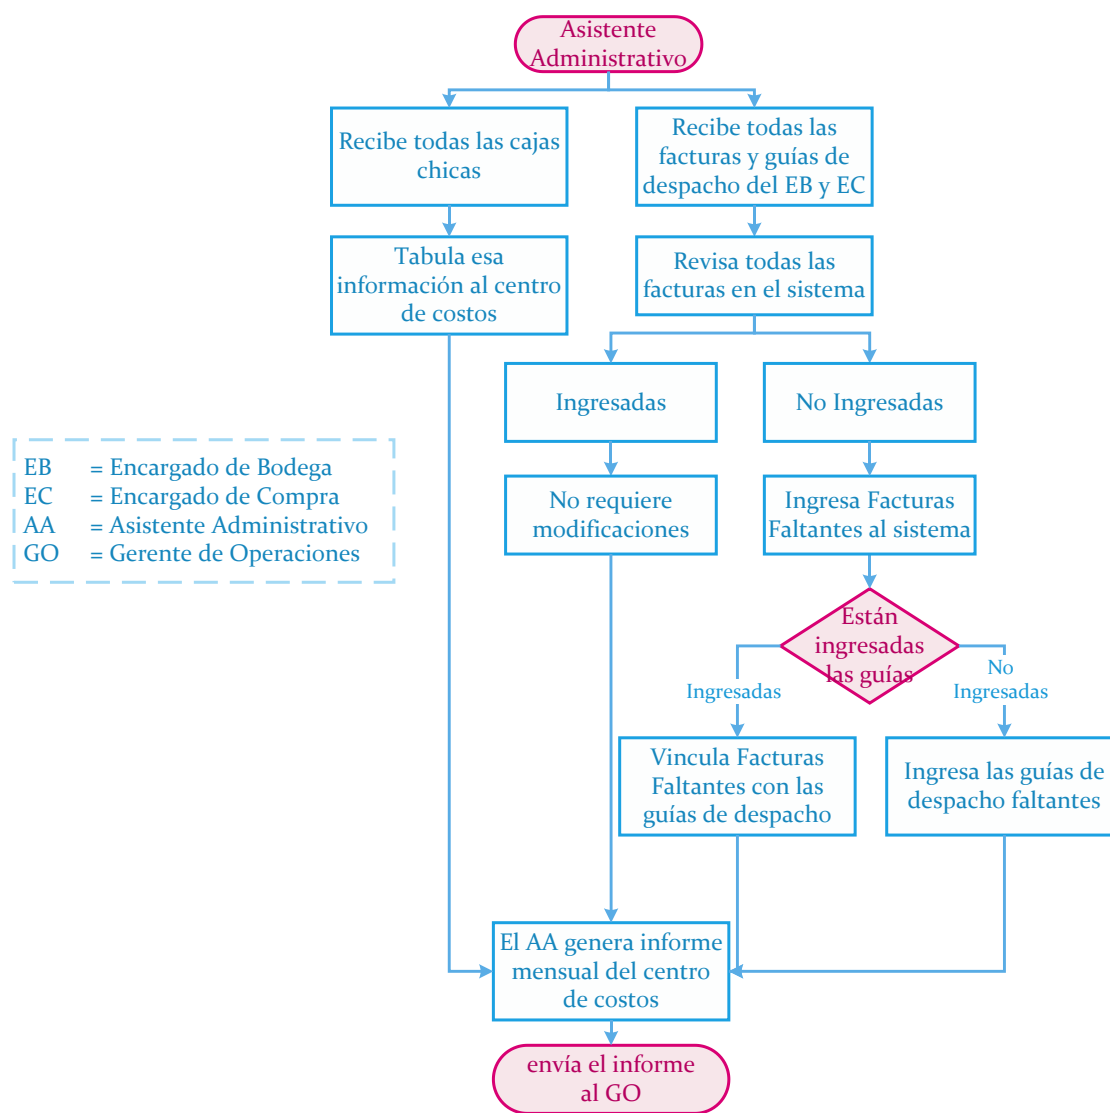 Asistente
Administrativo
Recibe todas las cajas
chicas
Recibe todas las
facturas y guías de
despacho del EB y EC
Tabula esa
información al centro
de costos
Revisa todas las
facturas en el sistema
Ingresadas
No Ingresadas
EB = Encargado de Bodega
EC = Encargado de Compra
AA = Asistente Administrativo
GO = Gerente de Operaciones
No requiere
modificaciones
Ingresa Facturas
Faltantes al sistema
Están
ingresadas
las guías
Ingresadas
No
Ingresadas
Vincula Facturas
Faltantes con las
guías de despacho
Ingresa las guías de
despacho faltantes
El AA genera informe
mensual del centro
de costos
envía el informe
al GO